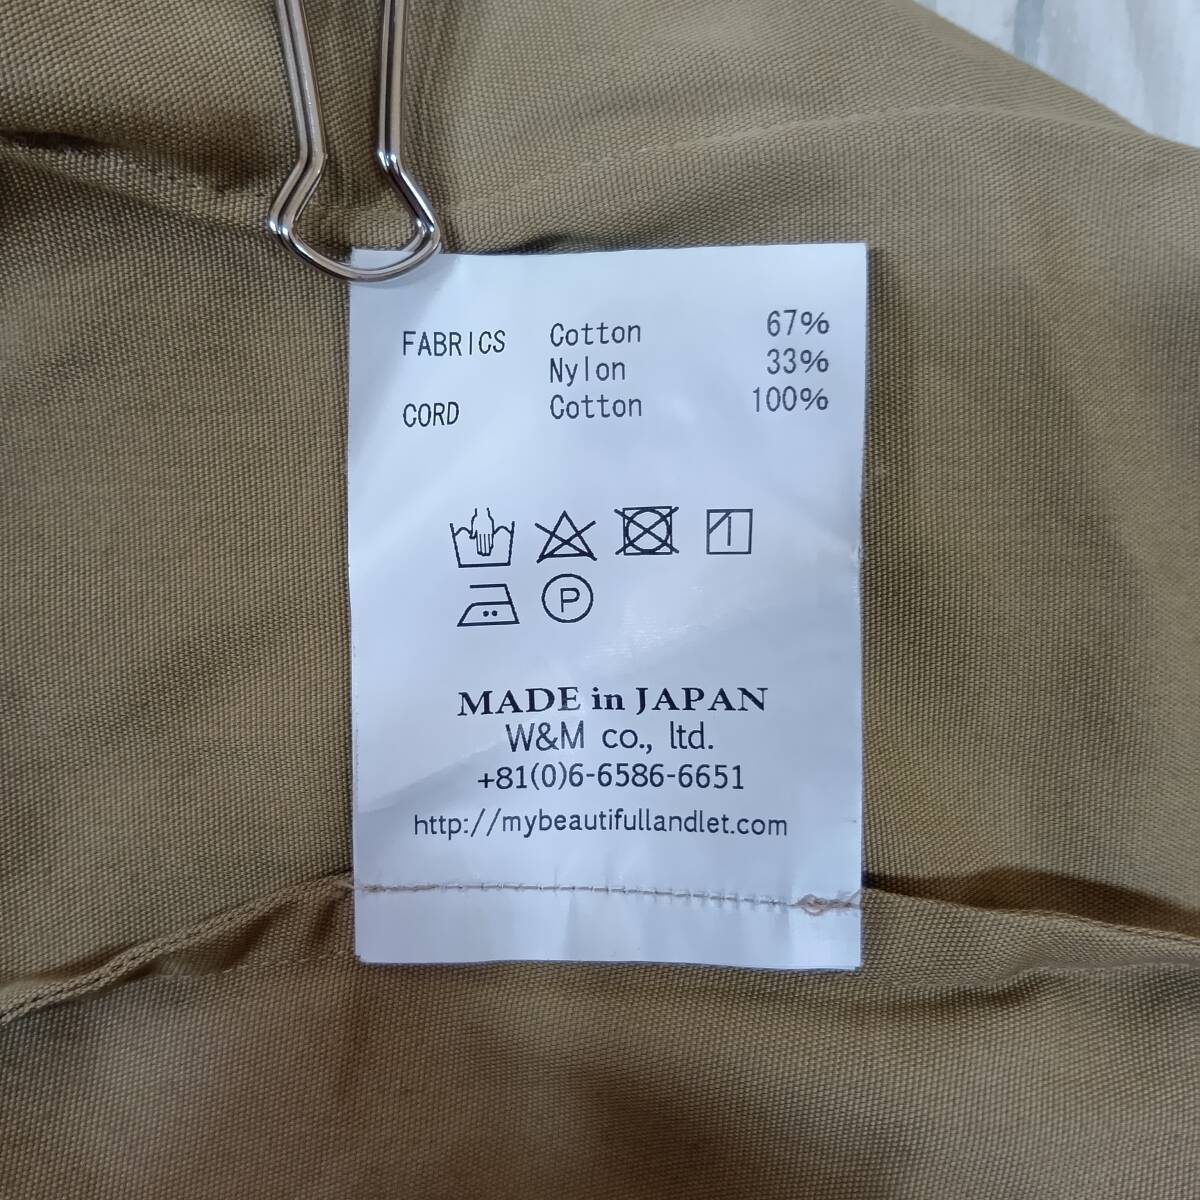 FABRICS Cotton 67%
Nylon 33%
CORD Cotton 100%
P
MADE in JAPAN
W&M co., ltd.
+81(0)6-6586-6651
http://mybeautifullandlet.com